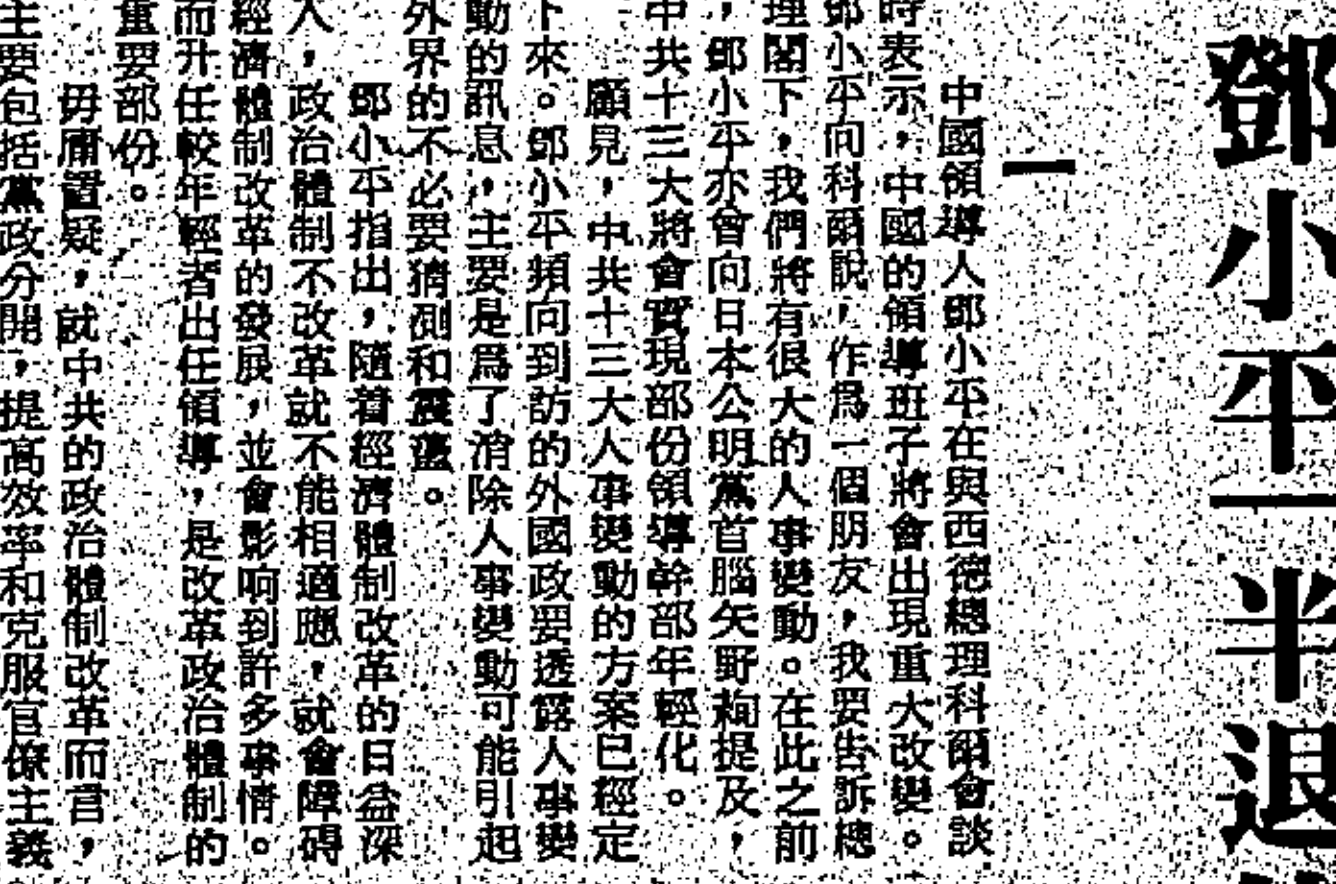 鄧小平一半退
一
中國領導人鄧小平在與西德總理科爾會談
時表示，中國的領導班子將會出現重大改變。
鄧小平向科爾說，作爲一個朋友，我要告訴總
理閣下，我們將有很大的人事變動。在此之前
，鄧小平亦曾向日本公明黨首腦矢野絢提及，
中共十三大將會實現部份領導幹部年輕化。
顯見，中共十三大人事變動的方案已經定
下來。鄧小平頻向到訪的外國政要透露人事變
動的訊息，主要是爲了消除人事變動可能引起
外界的不必要猜測和震盪。
鄧小平指出，隨着經濟體制改革的日益深
入，政治體制不改革就不能相適應，就會障碍
經濟體制改革的發展，並會影响到許多事情。
而升任較年輕者出任領導，是改革政治體制的
重要部份。
毋庸置疑，就中共的政治體制改革而言，
主要包括黨政分開，提高效率和克服官僚主義